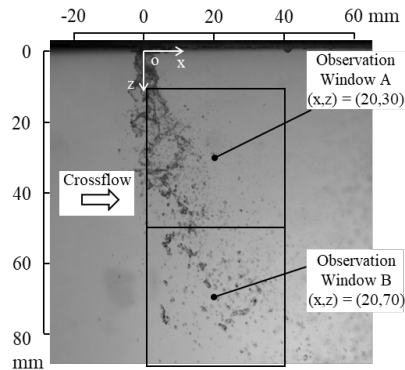 -20 0 20 60 mm
0
o x
z
Observation
Window A
(x,z) = (20,30)
20
Crossflow
40
60
Observation
Window B
(x,z) = (20,70)
80
mm